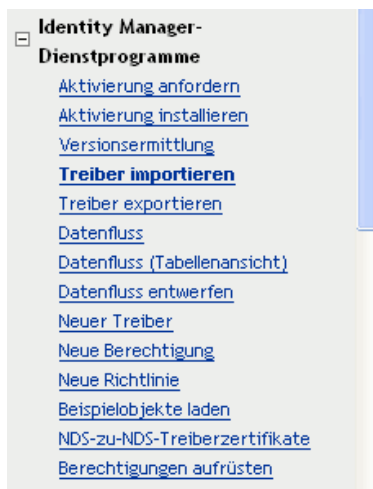 Identity Manager-
Dienstprogramme
Aktivierung anfordern
Aktivierung installieren
Versionsermittlung
Treiber importieren
Treiber exportieren
Datenfluss
Datenfluss (Tabellenansicht)
Datenfluss entwerfen
Neuer Treiber
Neue Berechtigung
Neue Richtlinie
Beispielobjekte laden
NDS-zu-NDS-Treiberzertifikate
Berechtigungen aufrüsten